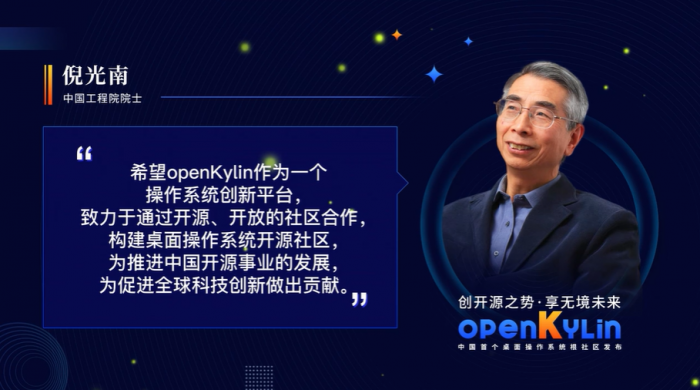 倪光南
中国工程院院士
“
希望openKylin作为一个
操作系统创新平台，
致力于通过开源、开放的社区合作，
构建桌面操作系统开源社区，
为推进中国开源事业的发展，
为促进全球科技创新做出贡献。
”
创开源之势·享无境未来
openKylin
中国首个桌面操作系统根社区发布